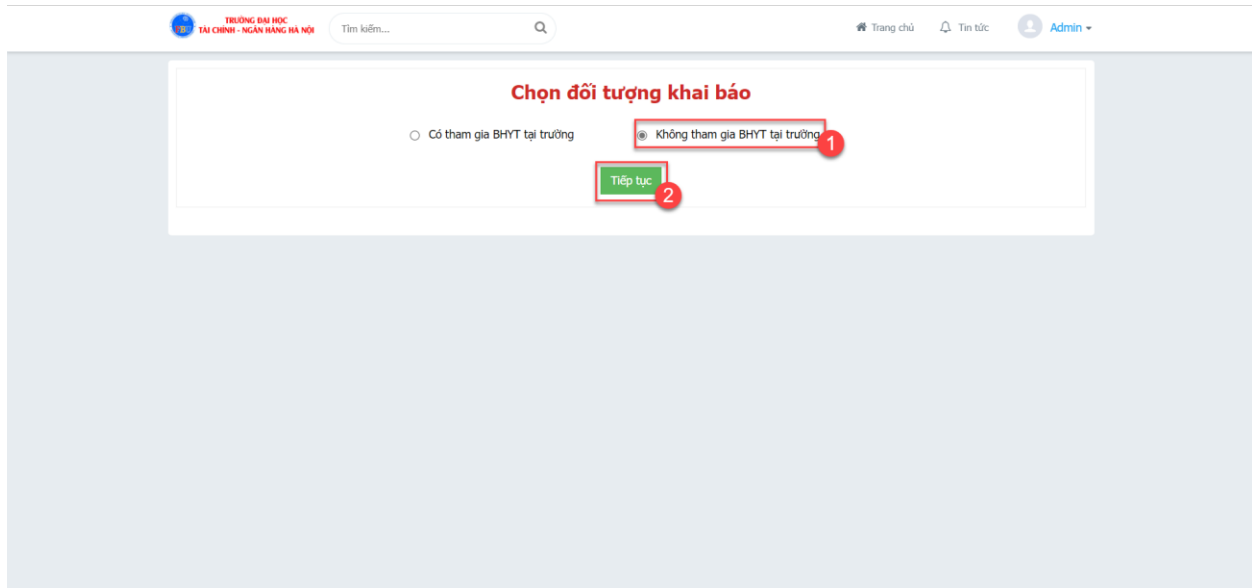 TRƯỜNG ĐẠI HỌC
TÀI CHÍNH - NGÂN HÀNG HÀ NỘI
Tìm kiếm...
Trang chủ
Tin tức
Admin
Chọn đối tượng khai báo
Có tham gia BHYT tại trường
Không tham gia BHYT tại trường
1
Tiếp tục
2